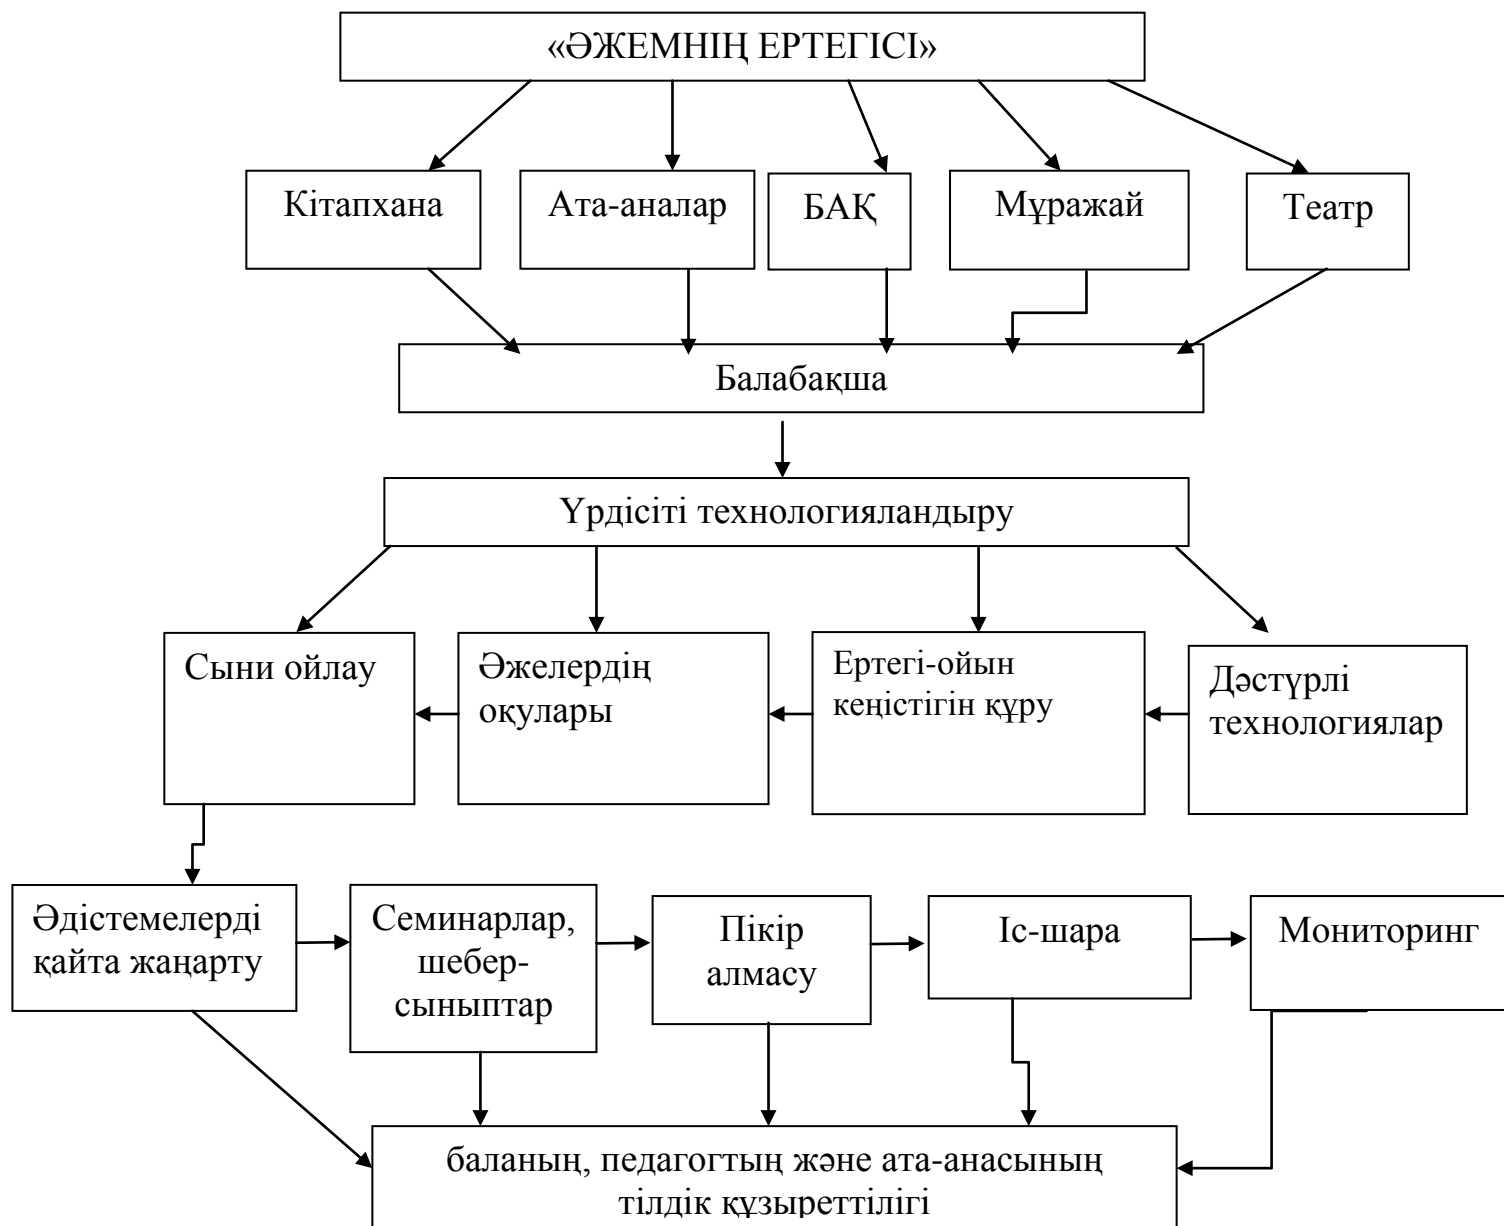 «ӘЖЕМНІҢ ЕРТЕГІСІ»
Кітапхана
Ата-аналар
БАҚ
Мұражай
Театр
Балабақша
Үрдісіті технологияландыру
Сыни ойлау
Әжелердің
оқулары
Ертегі-ойын
кеңістігін құру
Дәстүрлі
технологиялар
Әдістемелерді
қайта жаңарту
Семинарлар,
шебер-
сыныптар
Пікір
алмасу
Іс-шара
Мониторинг
баланың, педагогтың және ата-анасының
тілдік құзыреттілігі